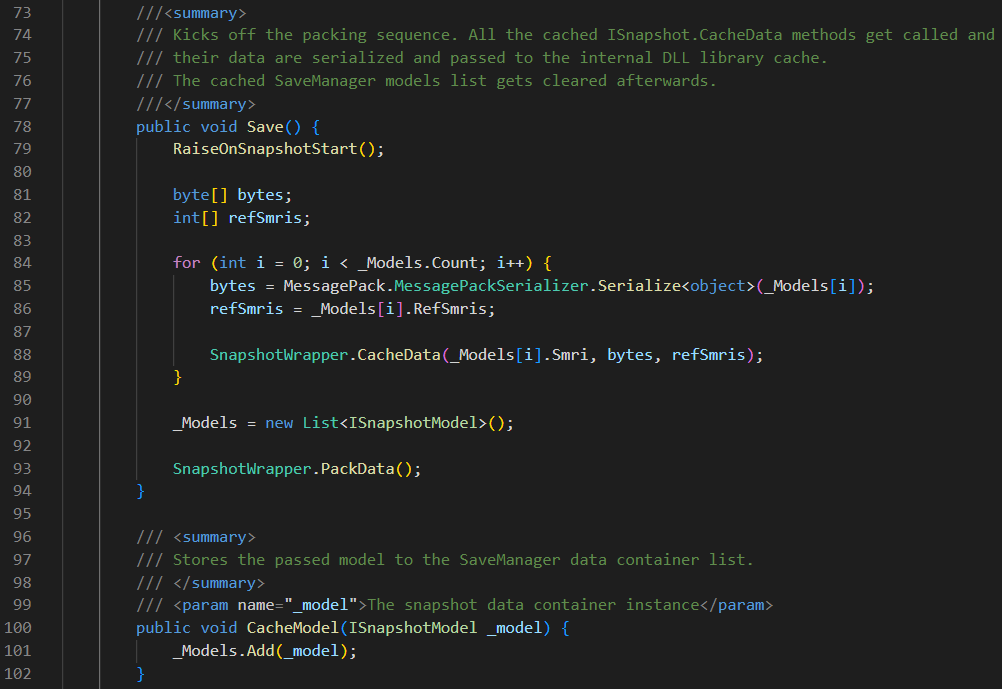 73 ///<summary>
74 /// Kicks off the packing sequence. All the cached ISnapshot.CacheData methods get called and
75 /// their data are serialized and passed to the internal DLL library cache.
76 /// The cached SaveManager models list gets cleared afterwards.
77 ///</summary>
78 public void Save() {
79 RaiseOnSnapshotStart();
80
81 byte[] bytes;
82 int[] refSmris;
83
84 for (int i = 0; i < _Models.Count; i++) {
85 bytes = MessagePack.MessagePackSerializer.Serialize<object>(_Models[i]);
86 refSmris = _Models[i].RefSmris;
87
88 SnapshotWrapper.CacheData(_Models[i].Smri, bytes, refSmris);
89 }
90
91 _Models = new List<ISnapshotModel>();
92
93 SnapshotWrapper.PackData();
94 }
95
96 /// <summary>
97 /// Stores the passed model to the SaveManager data container list.
98 /// </summary>
99 /// <param name="_model">The snapshot data container instance</param>
100 public void CacheModel(ISnapshotModel _model) {
101 _Models.Add(_model);
102 }